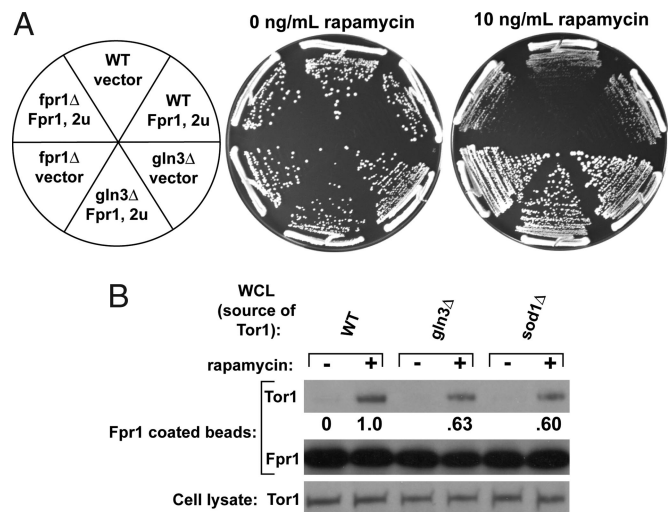 A
0 ng/mL rapamycin
10 ng/mL rapamycin
WT
vector
fpr1Δ
Fpr1, 2u
WT
Fpr1, 2u
fpr1Δ
vector
gln3Δ
vector
gln3Δ
Fpr1, 2u
B
WCL
(source of
Tor1):
WT
gln3Δ
sod1Δ
rapamycin: - + - + - +
Tor1
Fpr1 coated beads: 0 1.0 .63 .60
Fpr1
Cell lysate: Tor1